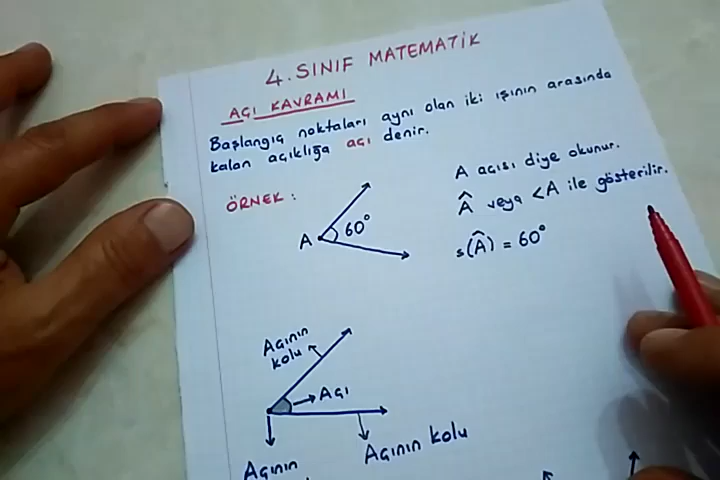 4. SINIF MATEMATİK
AÇI KAVRAMI
Başlangıç noktaları aynı olan iki ışının arasında
kalan açıklığa açı denir.
ÖRNEK :
A 60°
A açısı diye okunur.
Â veya <A ile gösterilir.
s(Â) = 60°
Açının
kolu
Açı
Açının kolu
Açının